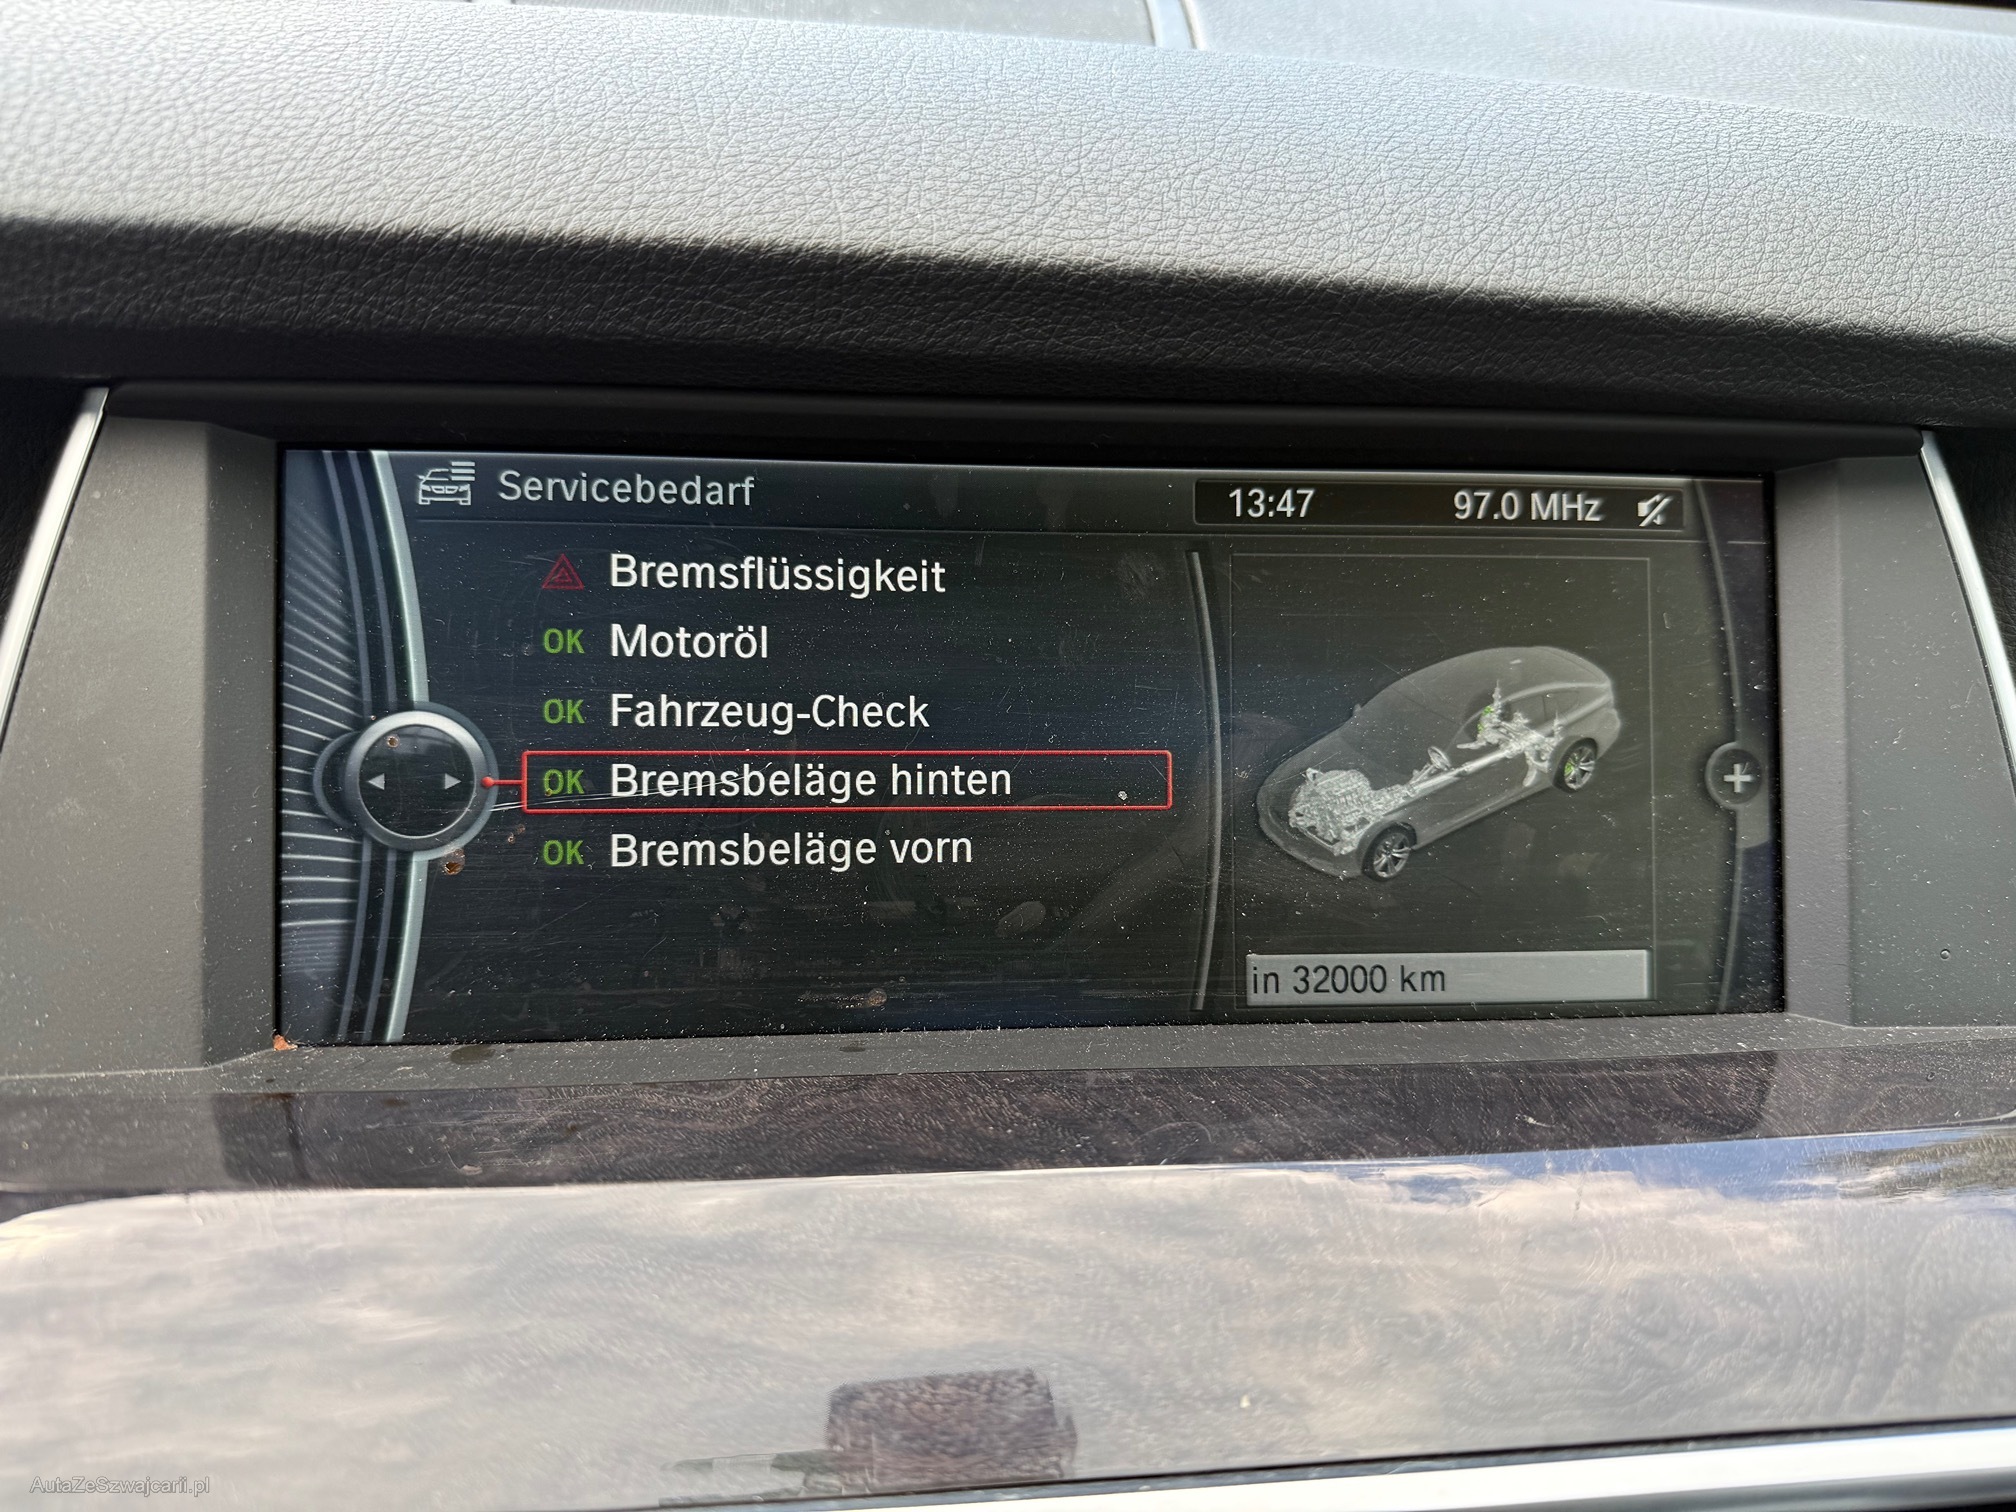 Servicebedarf
13:47 97.0 MHz
Bremsflüssigkeit
OK Motoröl
OK Fahrzeug-Check
OK Bremsbeläge hinten
OK Bremsbeläge vorn
in 32000 km
AutaZeSzwajcarii.pl